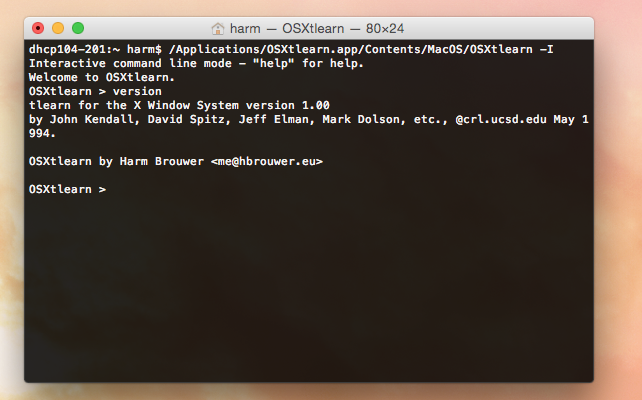 harm — OSXtlearn — 80×24
dhcp104-201:~ harm$ /Applications/OSXtlearn.app/Contents/MacOS/OSXtlearn -I
Interactive command line mode - "help" for help.
Welcome to OSXtlearn.
OSXtlearn > version
tlearn for the X Window System version 1.00
by John Kendall, David Spitz, Jeff Elman, Mark Dolson, etc., @crl.ucsd.edu May 1
994.
OSXtlearn by Harm Brouwer <me@hbrouwer.eu>
OSXtlearn >